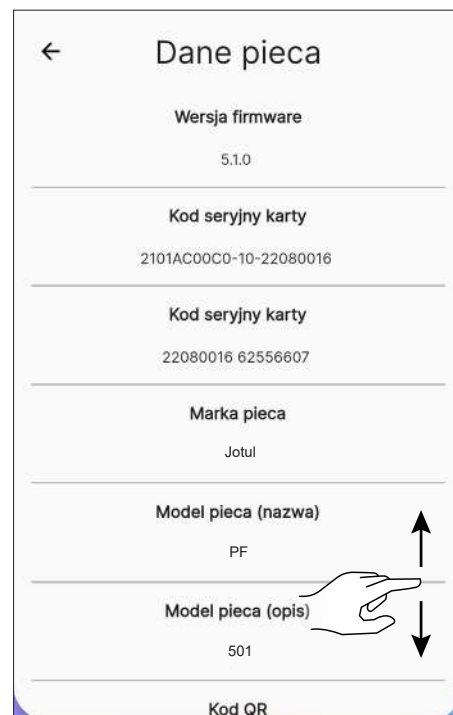 Dane pieca
Wersja firmware
5.1.0
Kod seryjny karty
2101AC00C0-10-22080016
Kod seryjny karty
22080016 62556607
Marka pieca
Jotul
Model pieca (nazwa)
PF
Model pieca (opis)
501
Kod QR